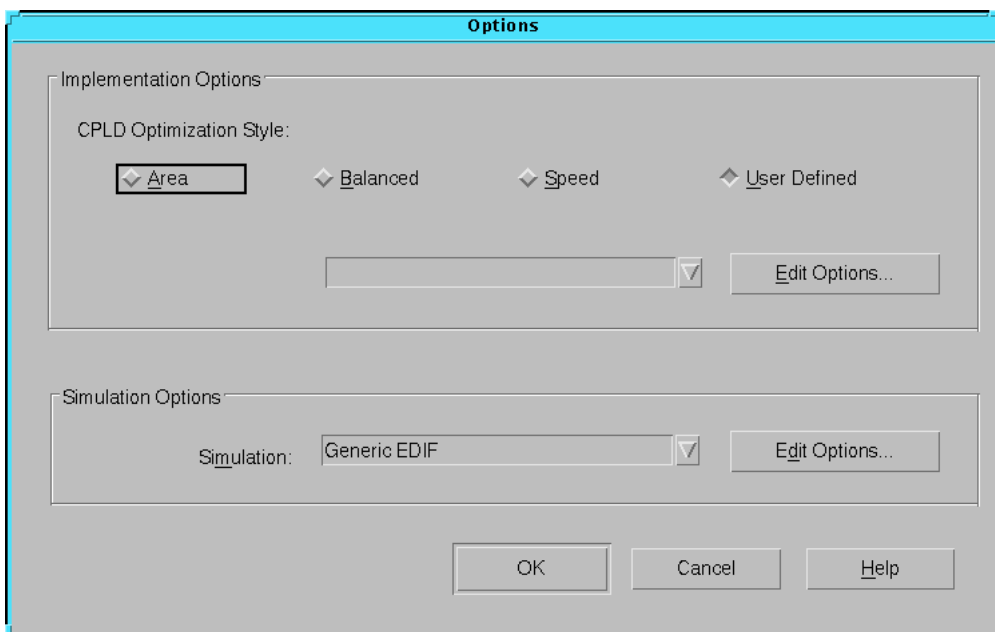 Options
Implementation Options
CPLD Optimization Style:
Area Balanced Speed User Defined
Edit Options...
Simulation Options
Simulation: Generic EDIF Edit Options...
OK Cancel Help